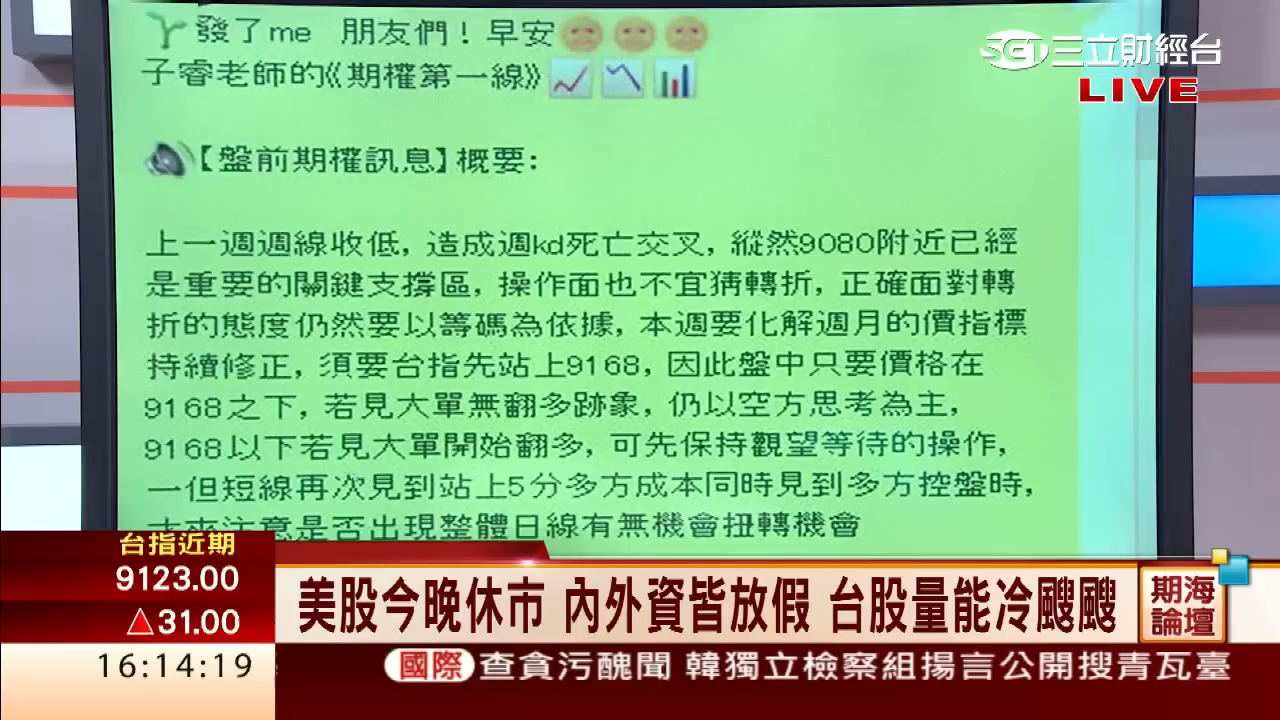 發了me 朋友們！早安
子睿老師的《期權第一線》
【盤前期權訊息】概要：
上一週週線收低，造成週kd死亡交叉，縱然9080附近已經
是重要的關鍵支撐區，操作面也不宜猜轉折，正確面對轉
折的態度仍然要以籌碼為依據，本週要化解週月的價指標
持續修正，須要台指先站上9168，因此盤中只要價格在
9168之下，若見大單無翻多跡象，仍以空方思考為主，
9168以下若見大單開始翻多，可先保持觀望等待的操作，
一但短線再次見到站上5分多方成本同時見到多方控盤時，
才來注意是否出現整體日線有無機會扭轉機會
SET三立財經台
LIVE
台指近期
9123.00
△31.00
16:14:19
美股今晚休市 內外資皆放假 台股量能冷颼颼
期海
論壇
國際 查貪污醜聞 韓獨立檢察組揚言公開搜青瓦臺